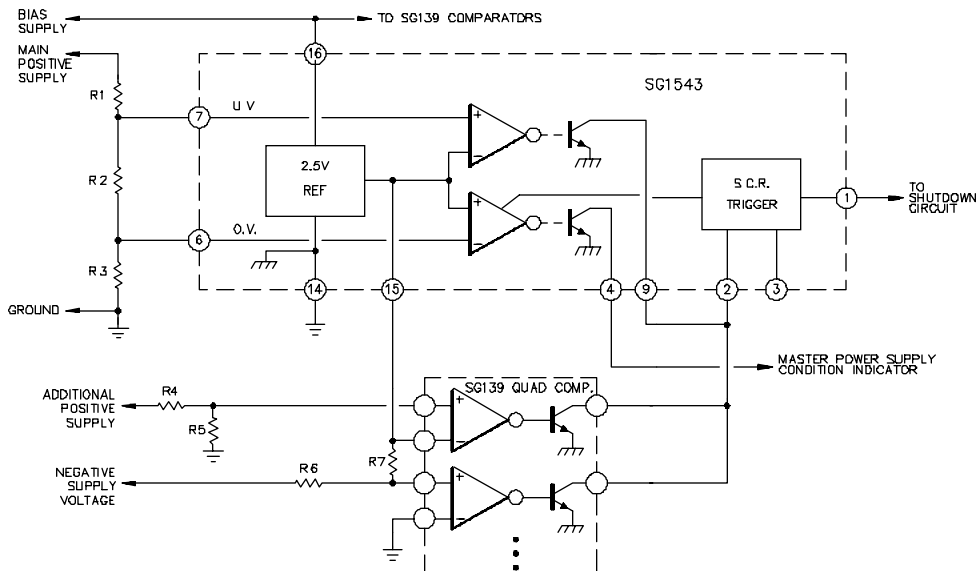 BIAS
SUPPLY
TO SG139 COMPARATORS
MAIN
POSITIVE
SUPPLY
16
SG1543
R1
7
U V
+
−
2.5V
REF
R2
S.C.R.
TRIGGER
1
TO
SHUTDOWN
CIRCUIT
+
−
6
O.V.
R3
14
15
4
9
2
3
GROUND
MASTER POWER SUPPLY
CONDITION INDICATOR
SG139 QUAD COMP.
R4
ADDITIONAL
POSITIVE
SUPPLY
R5
+
−
R7
R6
NEGATIVE
SUPPLY
VOLTAGE
+
−